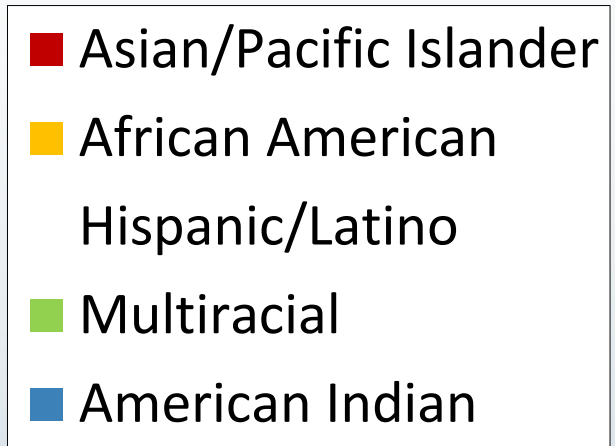 Asian/Pacific Islander
African American
Hispanic/Latino
Multiracial
American Indian